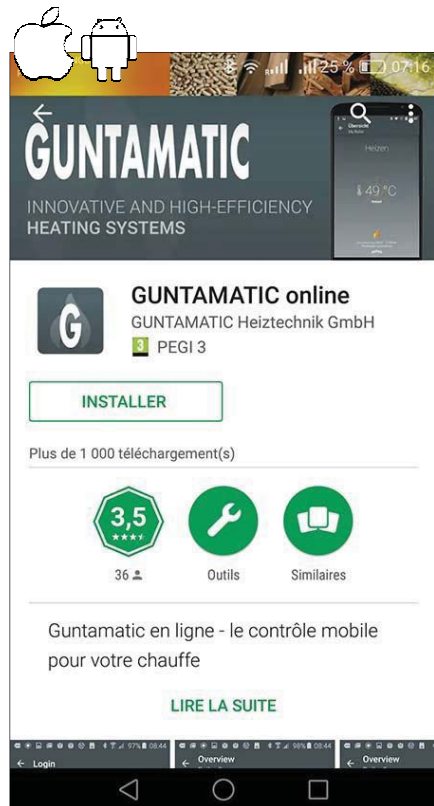 25 % 07:16
GUNTAMATIC
INNOVATIVE AND HIGH-EFFICIENCY
HEATING SYSTEMS
Übersicht
Heizen
49 °C
G
GUNTAMATIC online
GUNTAMATIC Heiztechnik GmbH
3 PEGI 3
INSTALLER
Plus de 1 000 téléchargement(s)
3,5
36 Outils Similaires
Guntamatic en ligne - le contrôle mobile
pour votre chauffe
LIRE LA SUITE
97% 08:44 98% 08:44
Login Overview Overview